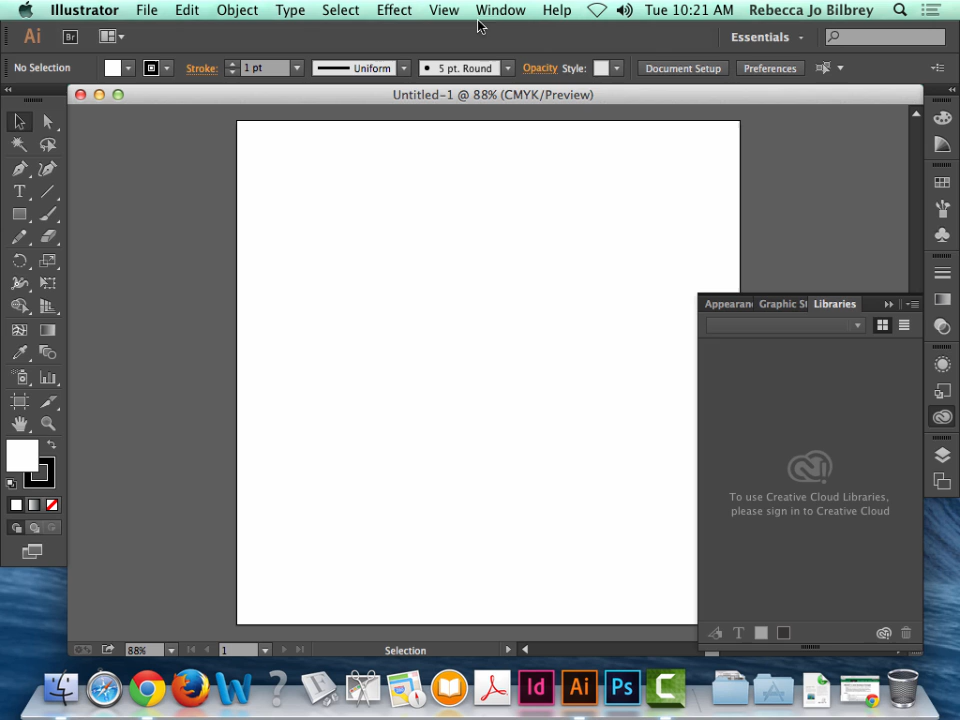 Illustrator File Edit Object Type Select Effect View Window Help Tue 10:21 AM Rebecca Jo Bilbrey
Ai Br Essentials
No Selection Stroke: 1 pt Uniform 5 pt. Round Opacity Style: Document Setup Preferences
Untitled-1 @ 88% (CMYK/Preview)
T
Appearanc Graphic St Libraries
To use Creative Cloud Libraries,
please sign in to Creative Cloud
T
88% 1 Selection
W ? Id Ai Ps C